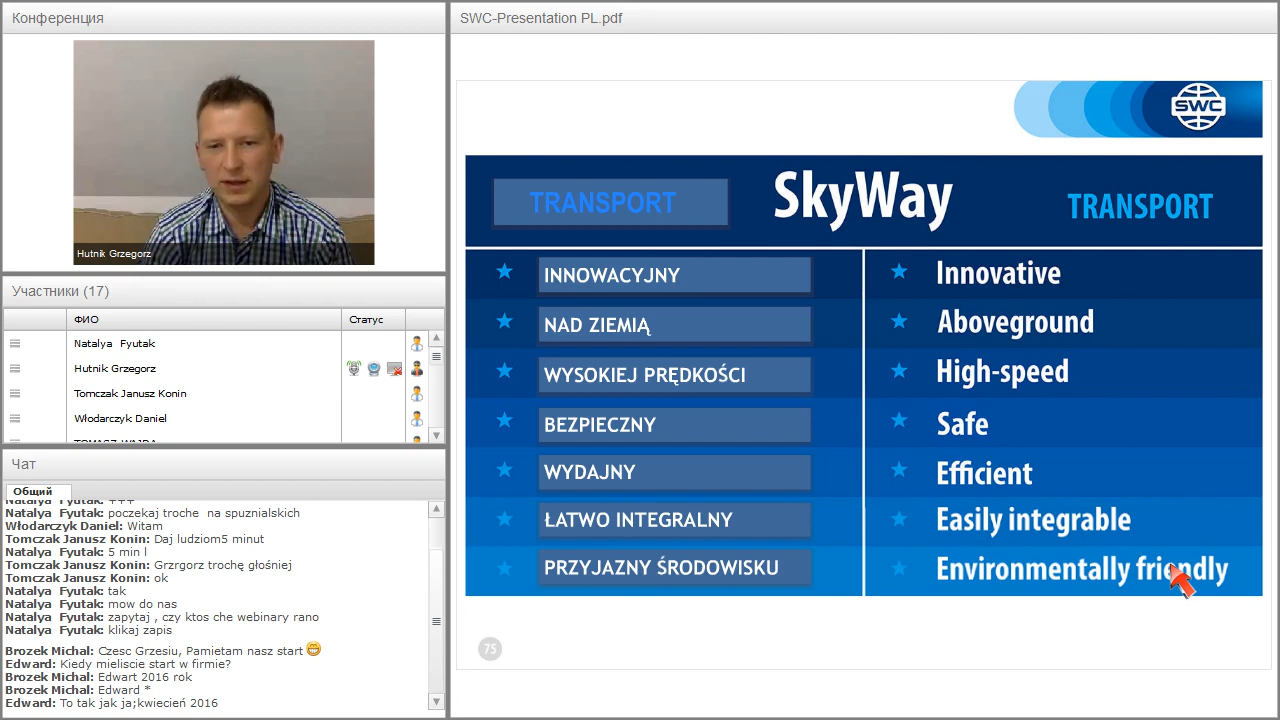 Конференция
Hutnik Grzegorz
Участники (17)
ФИО
Статус
Natalya Fyutak
Hutnik Grzegorz
Tomczak Janusz Konin
Włodarczyk Daniel
TOMASZ WAJDA
Чат
Общий
Natalya Fyutak: +++
Natalya Fyutak: poczekaj troche na spuznialskich
Włodarczyk Daniel: Witam
Tomczak Janusz Konin: Daj ludziom5 minut
Natalya Fyutak: 5 min l
Tomczak Janusz Konin: Grzrgorz trochę głośniej
Tomczak Janusz Konin: ok
Natalya Fyutak: tak
Natalya Fyutak: mow do nas
Natalya Fyutak: zapytaj , czy ktos che webinary rano
Natalya Fyutak: klikaj zapis
Brozek Michal: Czesc Grzesiu, Pamietam nasz start
Edward: Kiedy mieliscie start w firmie?
Brozek Michal: Edwart 2016 rok
Brozek Michal: Edward *
Edward: To tak jak ja;kwiecień 2016
SWC-Presentation PL.pdf
SWC
TRANSPORT
SkyWay
TRANSPORT
INNOWACYJNY
Innovative
NAD ZIEMIĄ
Aboveground
WYSOKIEJ PRĘDKOŚCI
High-speed
BEZPIECZNY
Safe
WYDAJNY
Efficient
ŁATWO INTEGRALNY
Easily integrable
PRZYJAZNY ŚRODOWISKU
Environmentally friendly
75